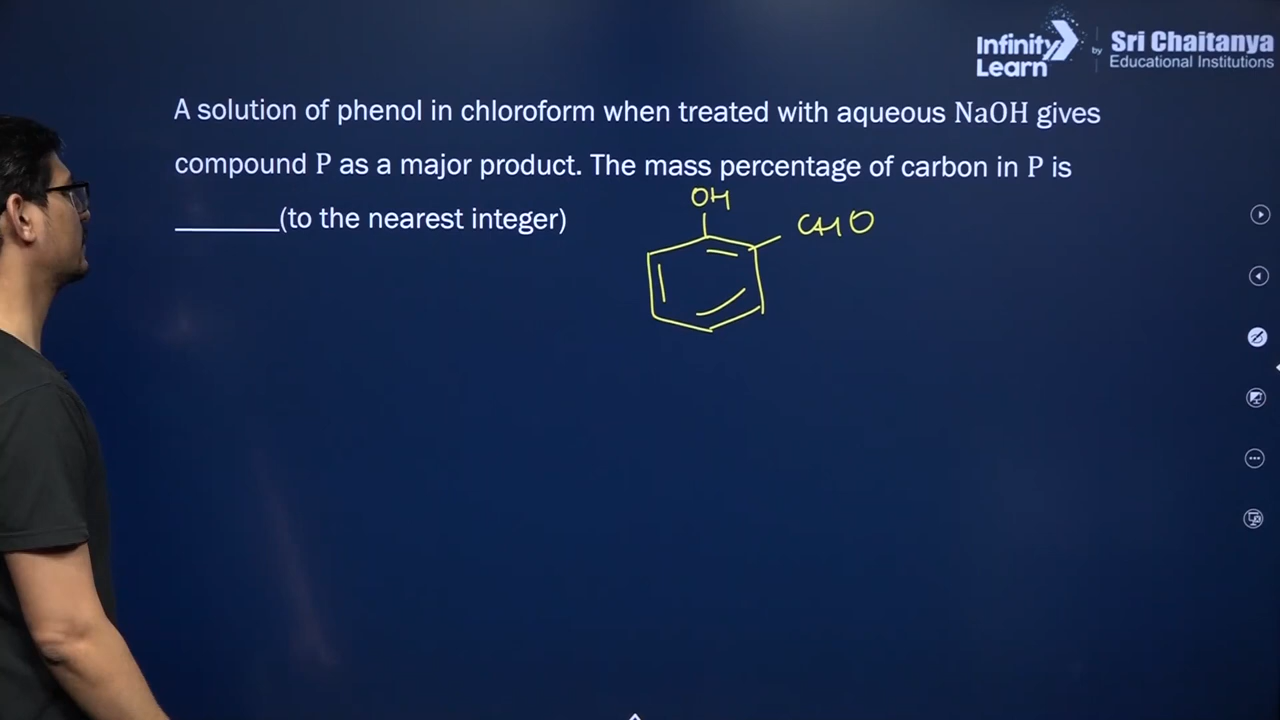 Infinity Learn by Sri Chaitanya Educational Institutions
A solution of phenol in chloroform when treated with aqueous NaOH gives
compound P as a major product. The mass percentage of carbon in P is
_______(to the nearest integer)
OH
CHO